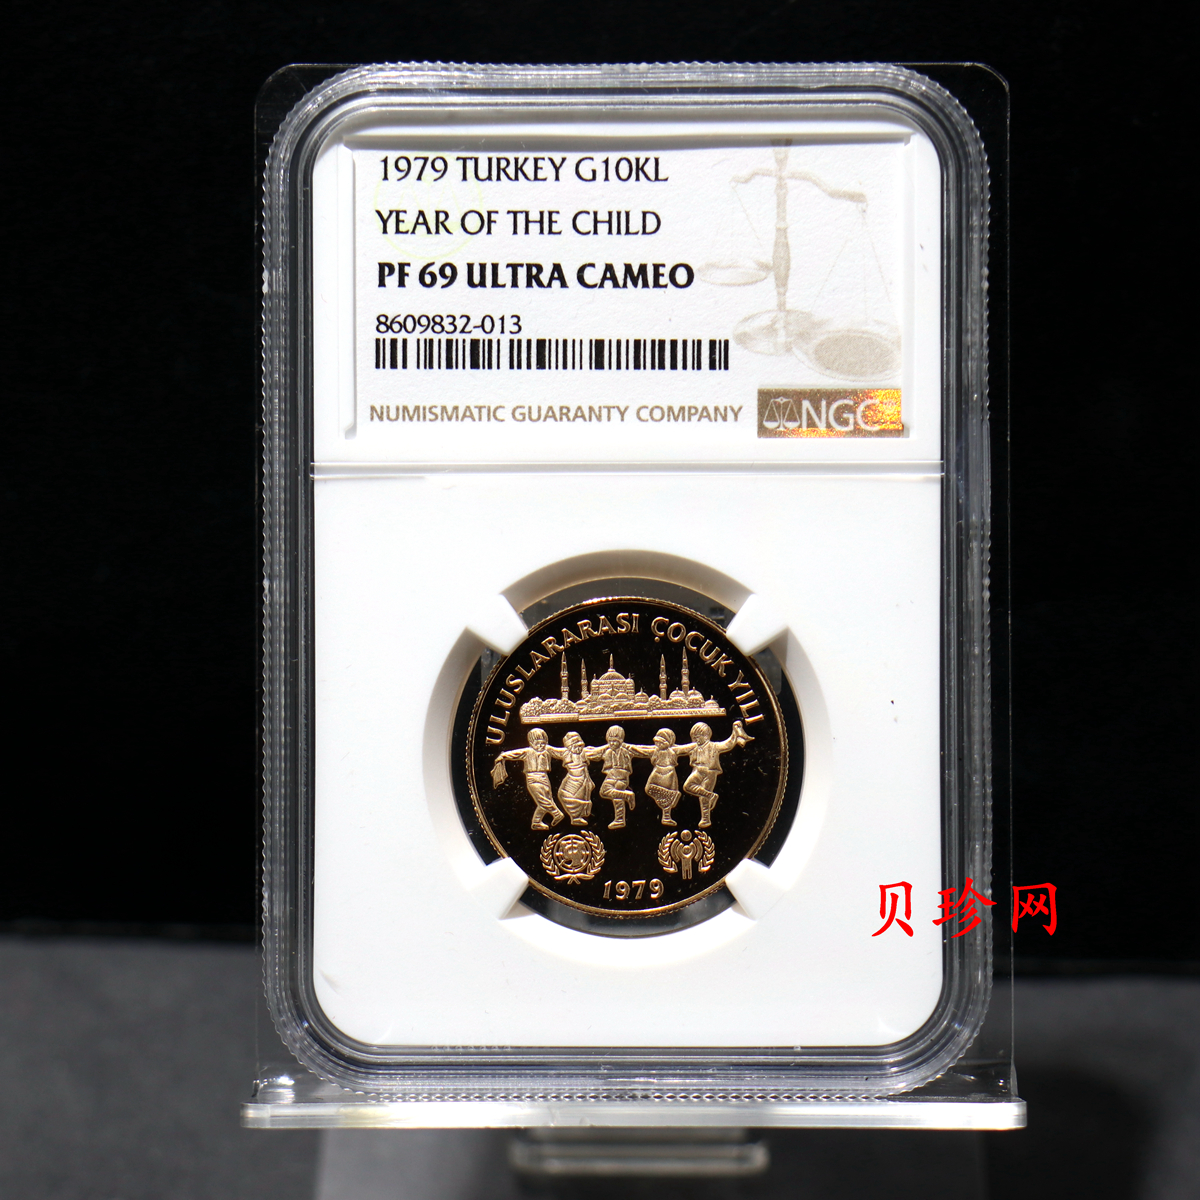 1979 TURKEY G10KL
YEAR OF THE CHILD
PF 69 ULTRA CAMEO
8609832-013
NUMISMATIC GUARANTY COMPANY
NGC
ULUSLARARASI ÇOCUK YILI
1979
贝珍网